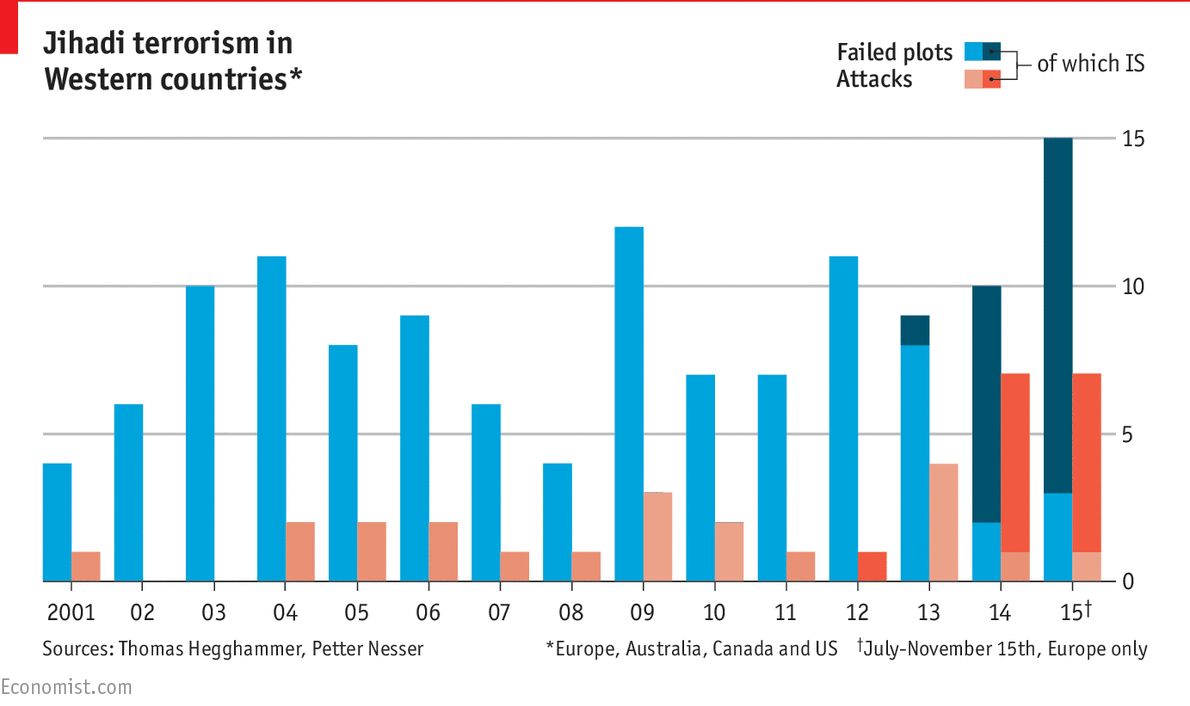 Jihadi terrorism in
Western countries*
Failed plots
Attacks
of which IS
15
10
5
0
2001 02 03 04 05 06 07 08 09 10 11 12 13 14 15†
Sources: Thomas Hegghammer, Petter Nesser
*Europe, Australia, Canada and US
†July-November 15th, Europe only
Economist.com